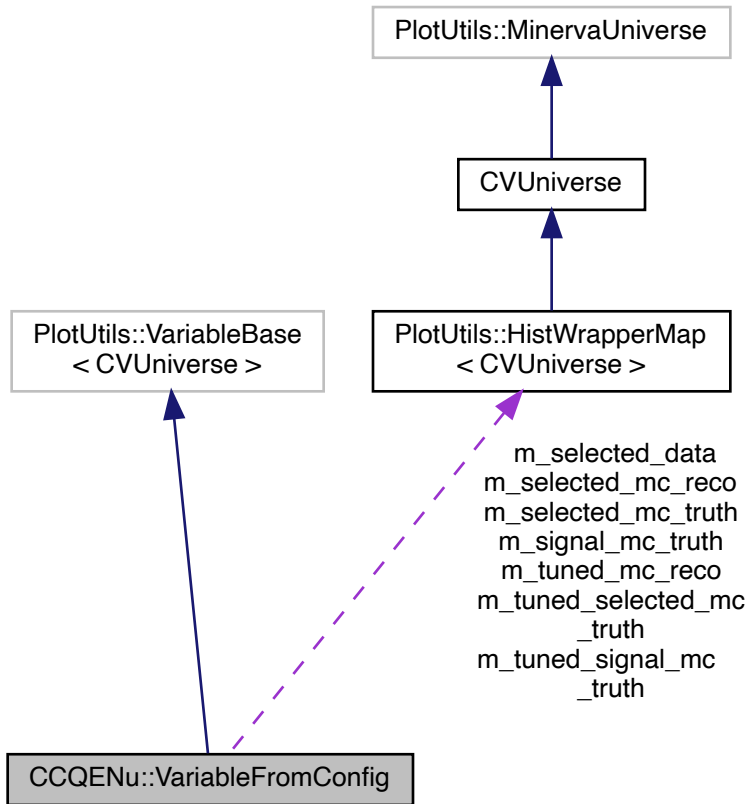 PlotUtils::MinervaUniverse
CVUniverse
PlotUtils::VariableBase
< CVUniverse >
PlotUtils::HistWrapperMap
< CVUniverse >
m_selected_data
m_selected_mc_reco
m_selected_mc_truth
m_signal_mc_truth
m_tuned_mc_reco
m_tuned_selected_mc
_truth
m_tuned_signal_mc
_truth
CCQENu::VariableFromConfig